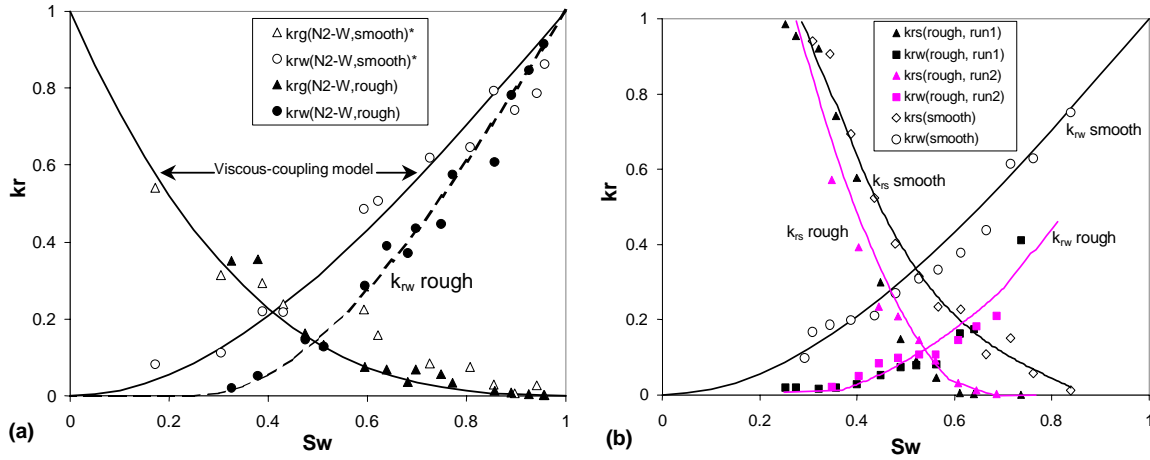 1
0.8
0.6
0.4
0.2
0
kr
0 0.2 0.4 0.6 0.8 1
Sw
(a)
krg(N2-W,smooth)*
krw(N2-W,smooth)*
krg(N2-W,rough)
krw(N2-W,rough)
Viscous-coupling model
krw rough
1
0.8
0.6
0.4
0.2
0
kr
0 0.2 0.4 0.6 0.8 1
Sw
(b)
krs(rough, run1)
krw(rough, run1)
krs(rough, run2)
krw(rough, run2)
krs(smooth)
krw(smooth)
krw smooth
krs smooth
krs rough
krw rough